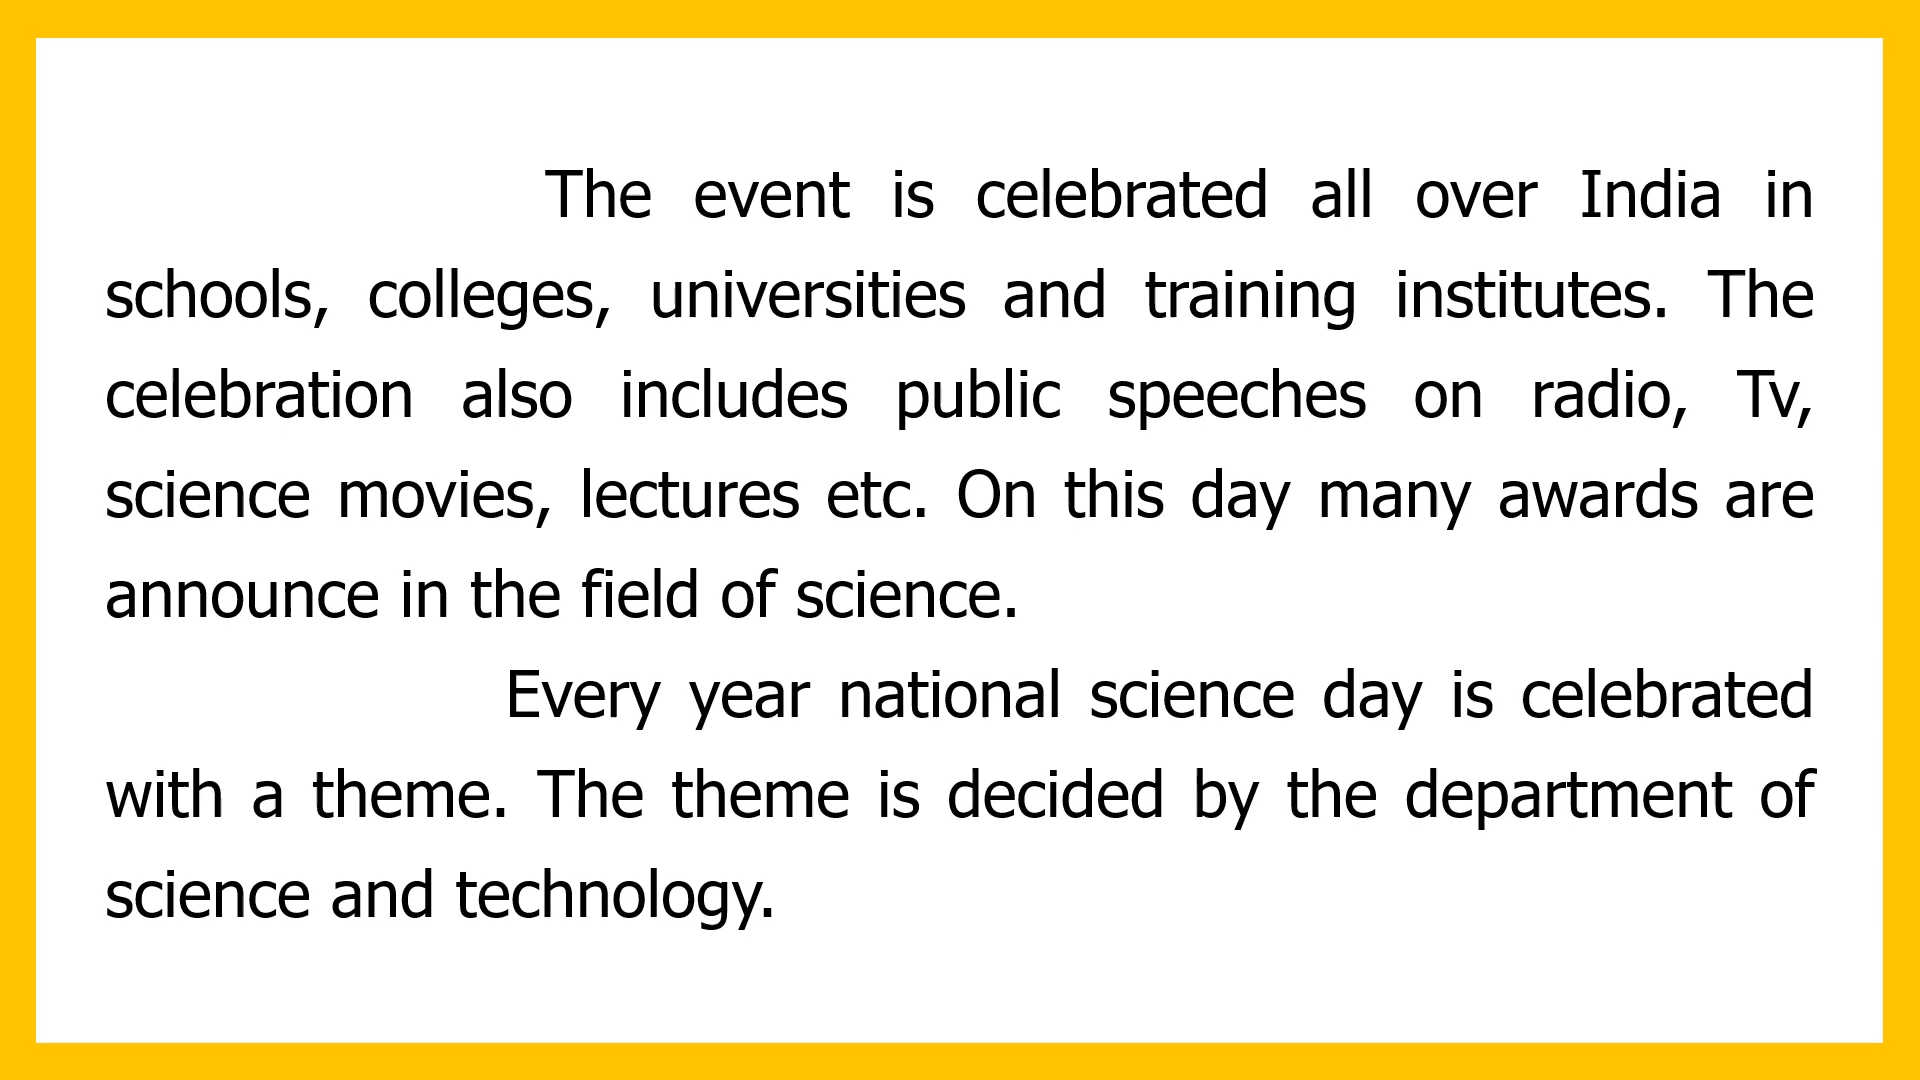 The event is celebrated all over India in
schools, colleges, universities and training institutes. The
celebration also includes public speeches on radio, Tv,
science movies, lectures etc. On this day many awards are
announce in the field of science.
Every year national science day is celebrated
with a theme. The theme is decided by the department of
science and technology.